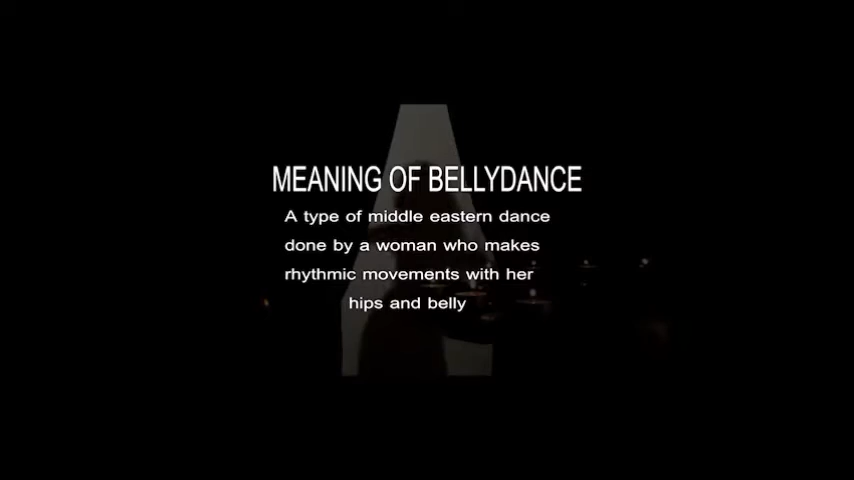 MEANING OF BELLYDANCE
A type of middle eastern dance
done by a woman who makes
rhythmic movements with her
hips and belly